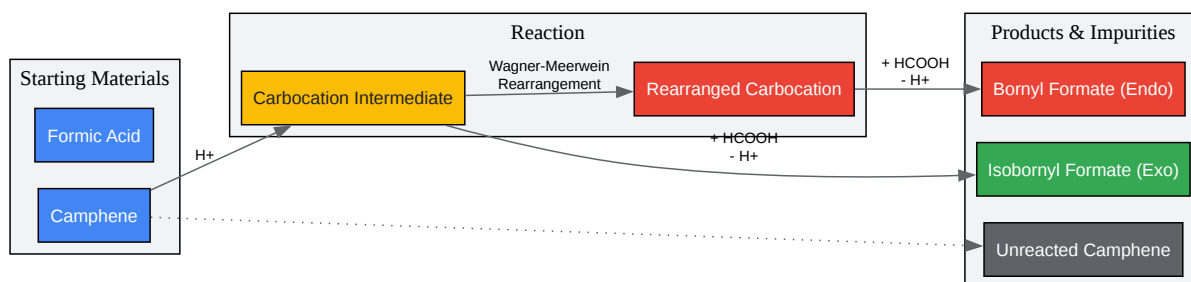 Starting Materials
Formic Acid
Camphene
H+
Reaction
Carbocation Intermediate
Wagner-Meerwein
Rearrangement
Rearranged Carbocation
+ HCOOH
- H+
+ HCOOH
- H+
Products & Impurities
Bornyl Formate (Endo)
Isobornyl Formate (Exo)
Unreacted Camphene